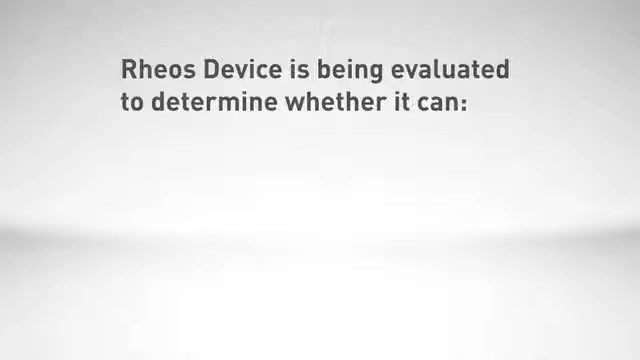 Rheos Device is being evaluated
to determine whether it can: